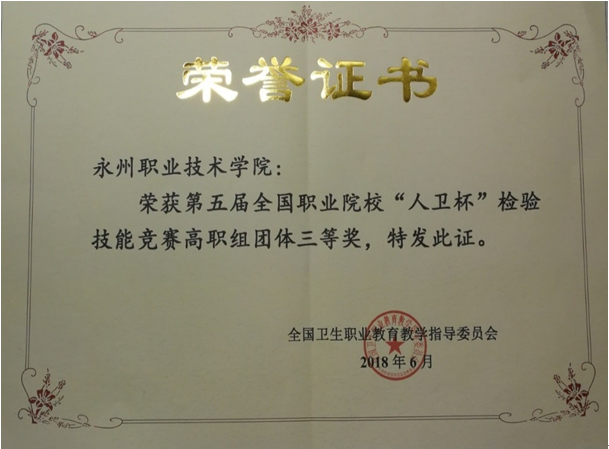 荣誉证书
永州职业技术学院：
荣获第五届全国职业院校“人卫杯”检验
技能竞赛高职组团体三等奖，特发此证。
全国卫生职业教育教学指导委员会
2018年6月